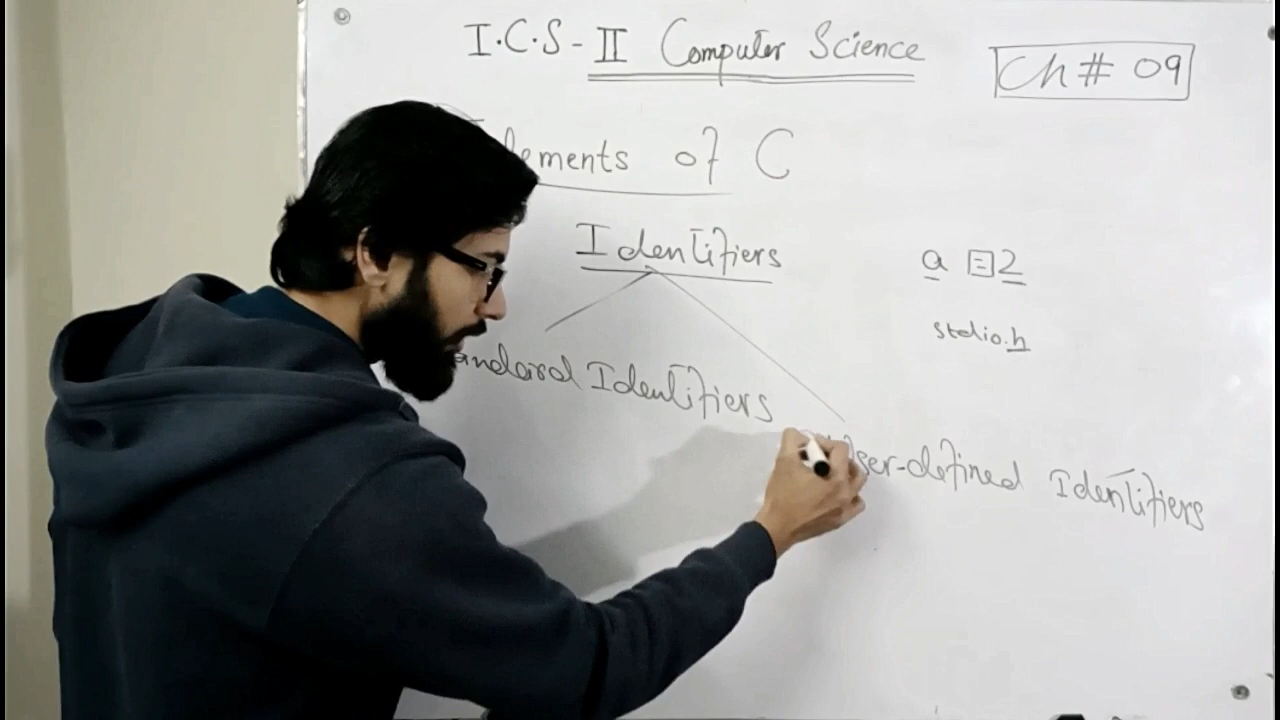 I.C.S - II Computer Science
Ch # 09
Elements of C
Identifiers
a = 2
stdio.h
Standard Identifiers
User-defined Identifiers